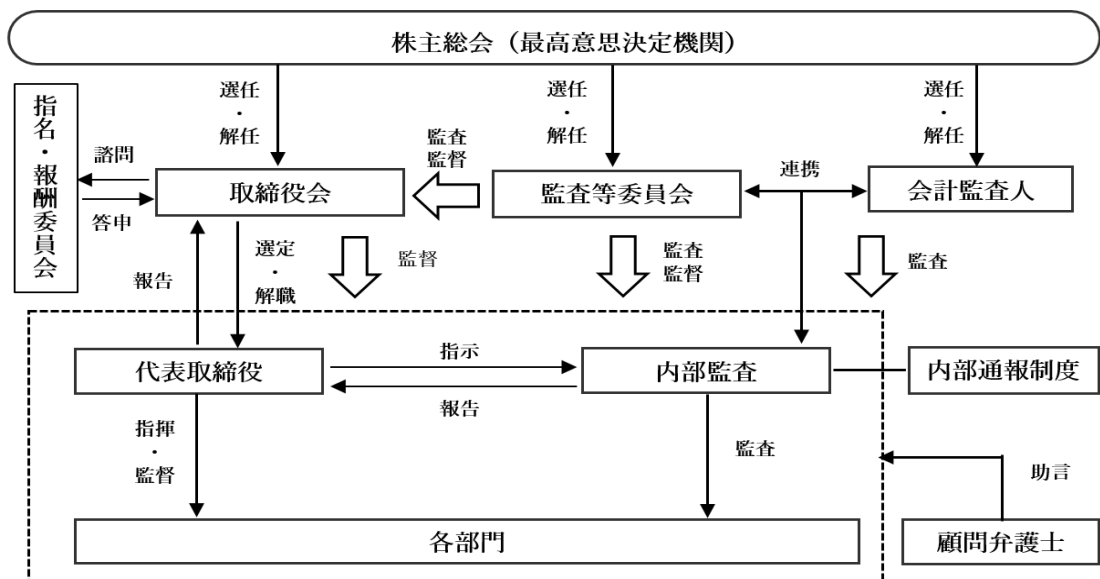 株主総会（最高意思決定機関）
選任
・
解任
選任
・
解任
選任
・
解任
指名・報酬委員会
諮問
答申
監査
監督
連携
取締役会
監査等委員会
会計監査人
報告
選定
・
解職
監督
監査
監督
監査
代表取締役
指示
報告
内部監査
内部通報制度
指揮
・
監督
監査
助言
各部門
顧問弁護士